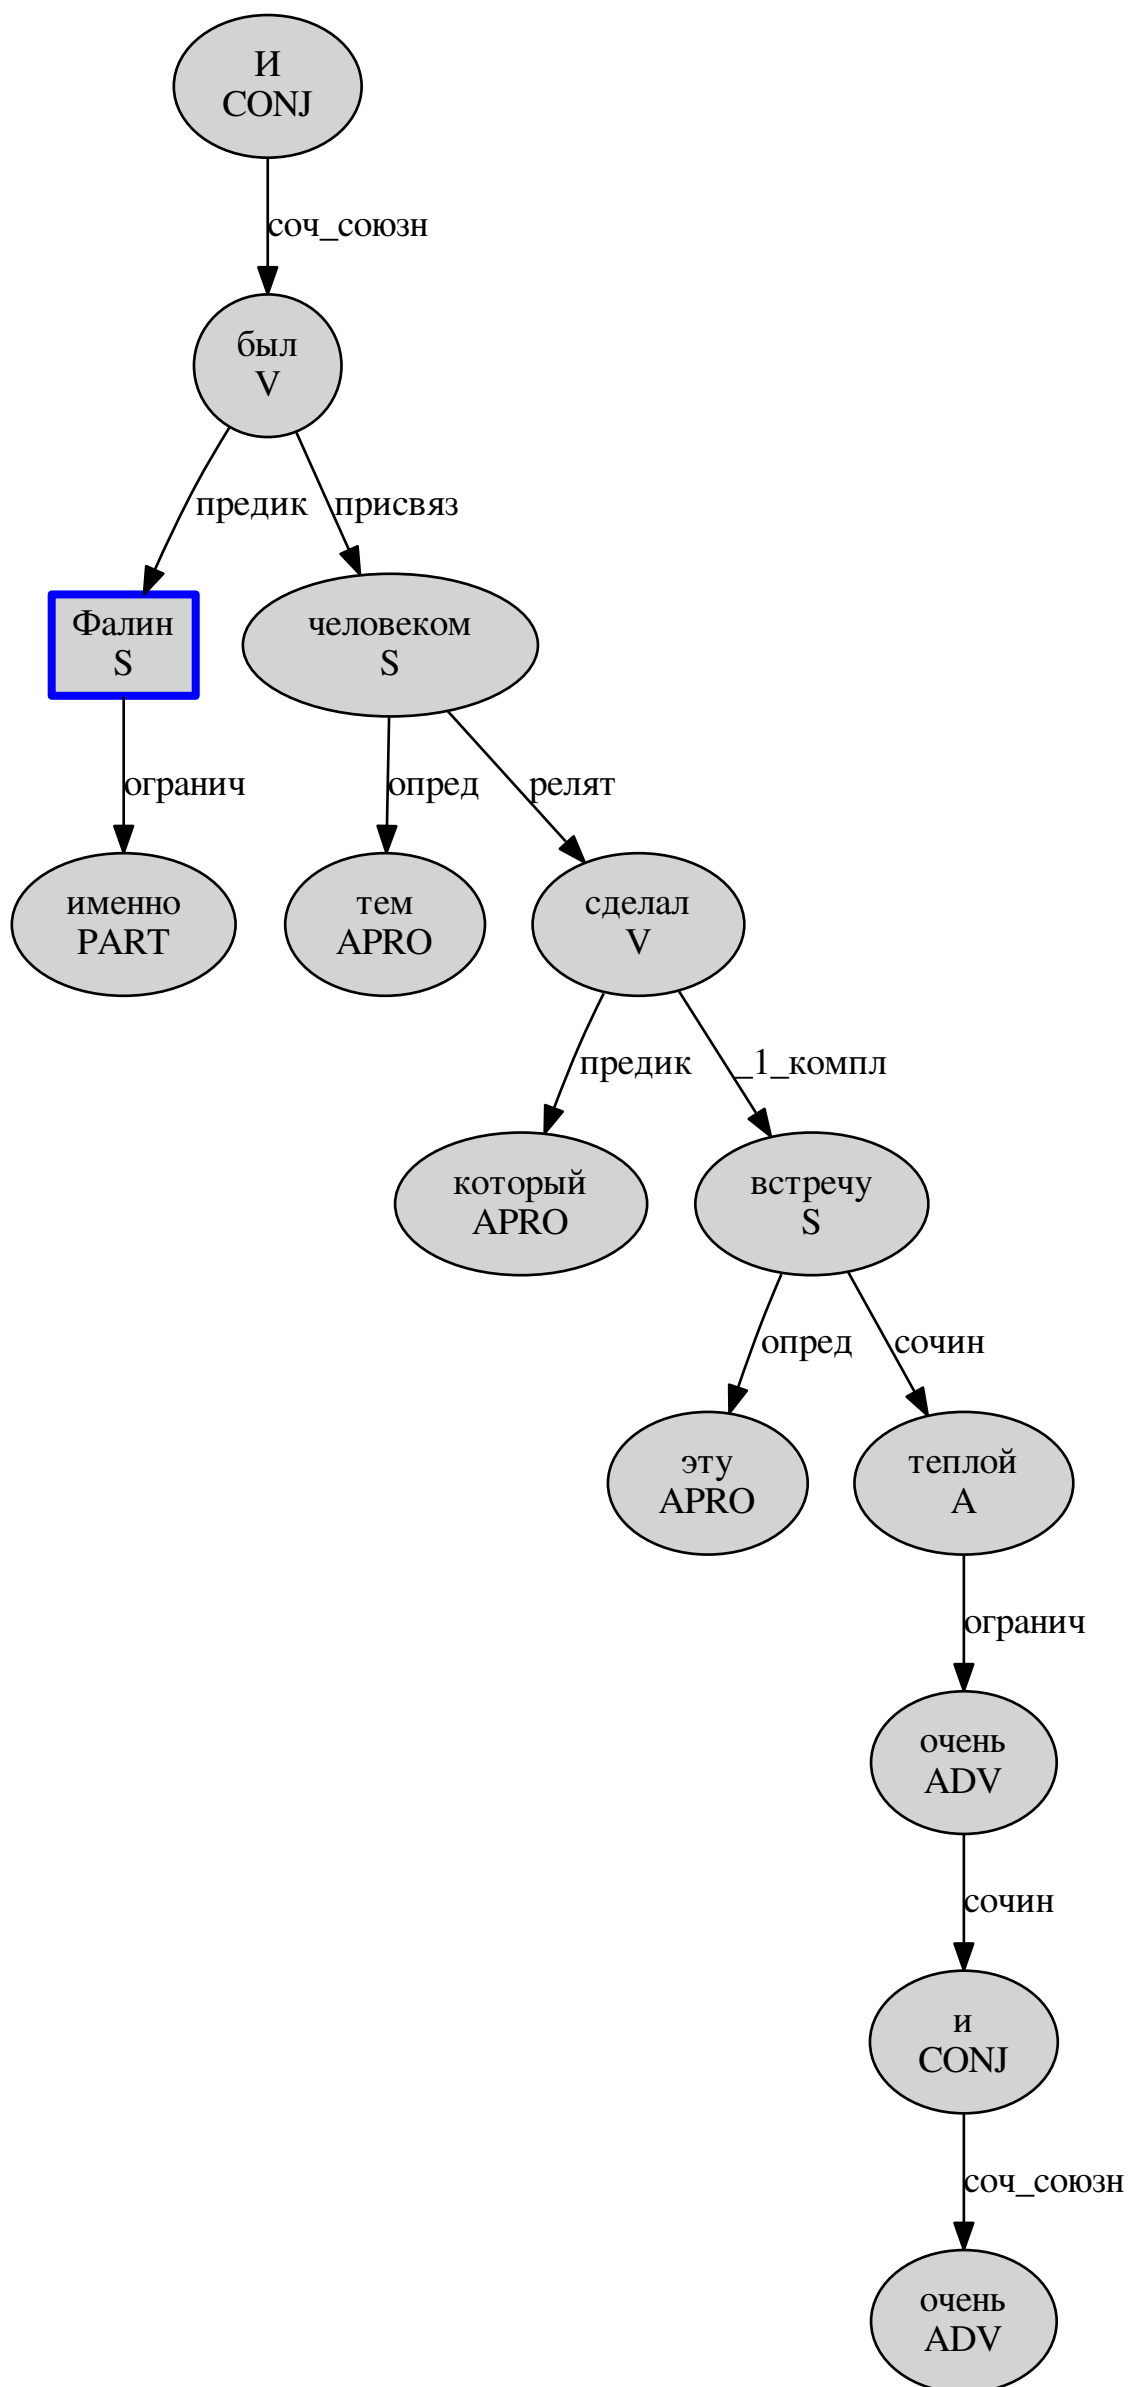 И
CONJ
соч_союзн
был
V
предик
присвяз
Фалин
S
человеком
S
огранич
опред
релят
именно
PART
тем
APRO
сделал
V
предик
_1_компл
который
APRO
встречу
S
опред
сочин
эту
APRO
теплой
A
огранич
очень
ADV
сочин
и
CONJ
соч_союзн
очень
ADV